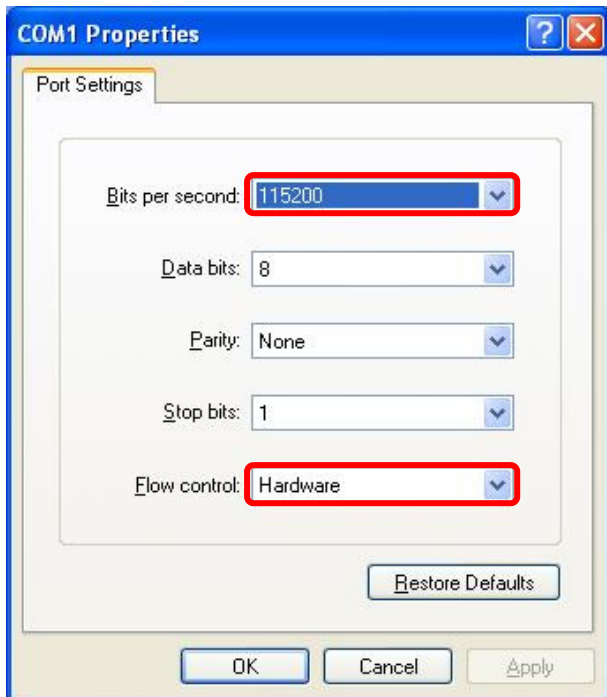 COM1 Properties
Port Settings
Bits per second: 115200
Data bits: 8
Parity: None
Stop bits: 1
Flow control: Hardware
Restore Defaults
OK Cancel Apply